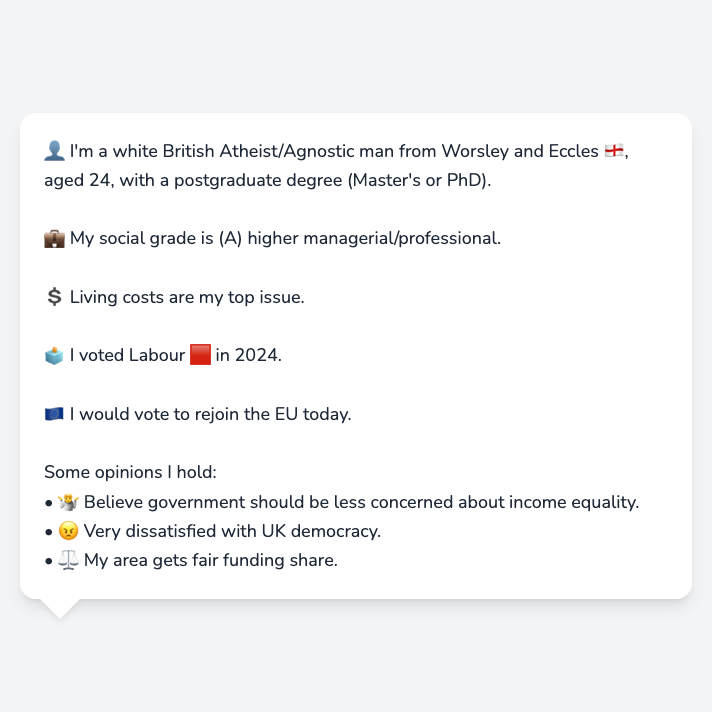 👤 I'm a white British Atheist/Agnostic man from Worsley and Eccles 🏴󠁧󠁢󠁥󠁮󠁧󠁿,
aged 24, with a postgraduate degree (Master's or PhD).
💼 My social grade is (A) higher managerial/professional.
💲 Living costs are my top issue.
🗳️ I voted Labour 🟥 in 2024.
🇪🇺 I would vote to rejoin the EU today.
Some opinions I hold:
• 🤷 Believe government should be less concerned about income equality.
• 😠 Very dissatisfied with UK democracy.
• ⚖️ My area gets fair funding share.